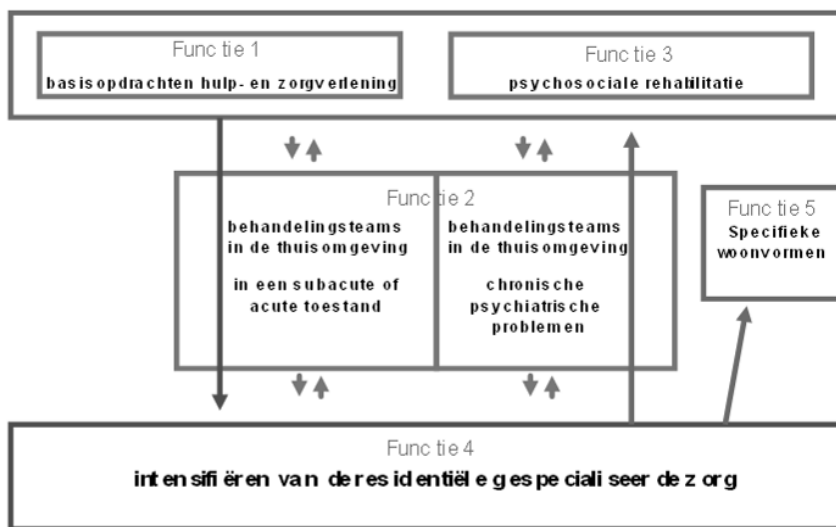 Functie 1
basisopdrachten hulp- en zorgverlening
Functie 3
psychosociale rehabilitatie
Functie 2
behandelingsteams
in de thuisomgeving
in een subacute of
acute toestand
behandelingsteams
in de thuisomgeving
chronische
psychiatrische
problemen
Functie 5
Specifieke
woonvormen
Functie 4
intensifiëren van de residentiële gespecialiseerde zorg